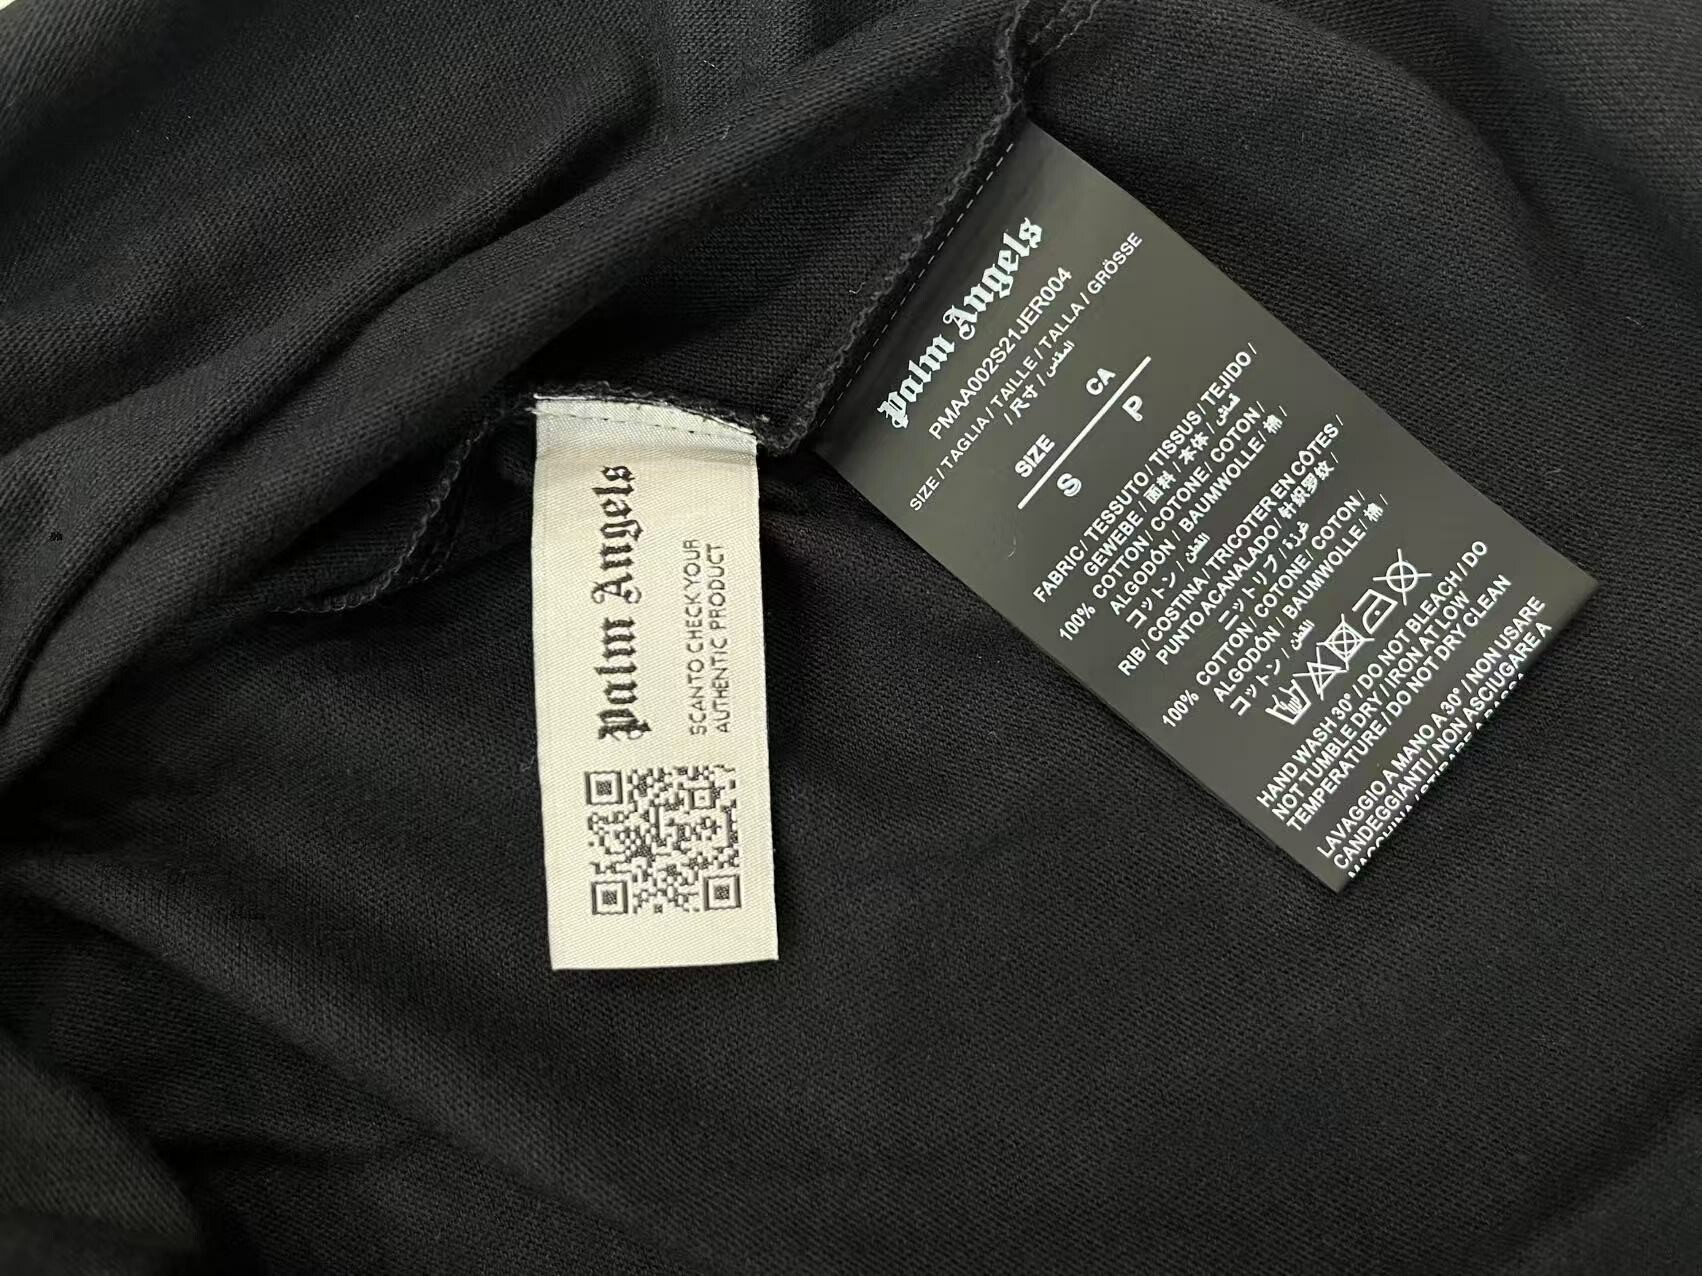 Palm Angels
SCAN TO CHECK YOUR
AUTHENTIC PRODUCT
Palm Angels
PMAA002S21JER004
SIZE / TAGLIA / TAILLE / TALLA / GRÖSSE
/ 尺寸 / المقاس
SIZE CA
S P
FABRIC / TESSUTO / TISSUS / TEJIDO /
GEWEBE / 面料 / 本体 / قماش /
100% COTTON / COTONE / COTON /
ALGODÓN / BAUMWOLLE / 棉 /
コットン / القطن /
RIB / COSTINA / TRICOTER EN CÔTES /
PUNTO ACANALADO / 针织罗纹 /
ニットリブ / غرزة /
100% COTTON / COTONE / COTON /
ALGODÓN / BAUMWOLLE / 棉 /
コットン / القطن /
HAND WASH 30° / DO NOT BLEACH / DO
NOT TUMBLE DRY / IRON AT LOW
TEMPERATURE / DO NOT DRY CLEAN
LAVAGGIO A MANO A 30° / NON USARE
CANDEGGIANTI / NON ASCIUGARE A